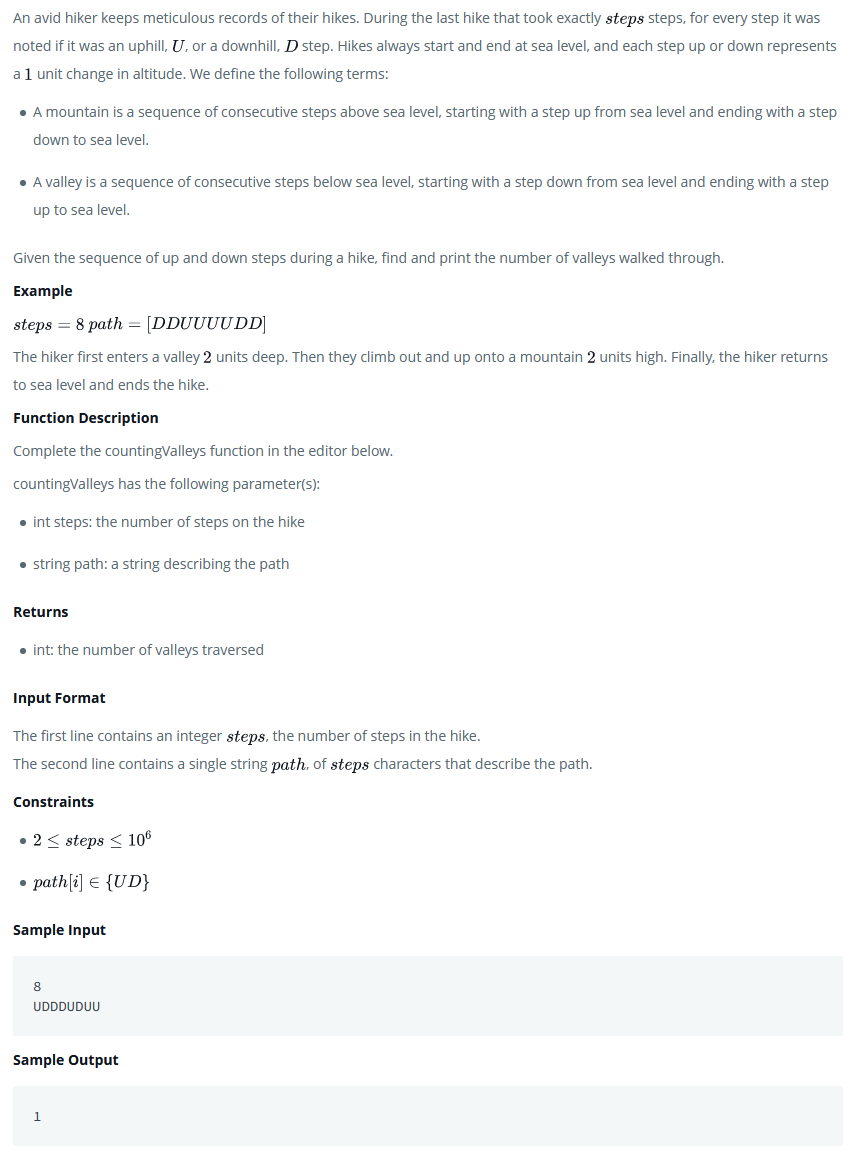 An avid hiker keeps meticulous records of their hikes. During the last hike that took exactly steps steps, for every step it was
noted if it was an uphill, U, or a downhill, D step. Hikes always start and end at sea level, and each step up or down represents
a 1 unit change in altitude. We define the following terms:
• A mountain is a sequence of consecutive steps above sea level, starting with a step up from sea level and ending with a step
down to sea level.
• A valley is a sequence of consecutive steps below sea level, starting with a step down from sea level and ending with a step
up to sea level.
Given the sequence of up and down steps during a hike, find and print the number of valleys walked through.
Example
steps = 8 path = [DDUUUUDD]
The hiker first enters a valley 2 units deep. Then they climb out and up onto a mountain 2 units high. Finally, the hiker returns
to sea level and ends the hike.
Function Description
Complete the countingValleys function in the editor below.
countingValleys has the following parameter(s):
• int steps: the number of steps on the hike
• string path: a string describing the path
Returns
• int: the number of valleys traversed
Input Format
The first line contains an integer steps, the number of steps in the hike.
The second line contains a single string path, of steps characters that describe the path.
Constraints
• 2 ≤ steps ≤ 10⁶
• path[i] ∈ {UD}
Sample Input
8
UDDDUDUU
Sample Output
1